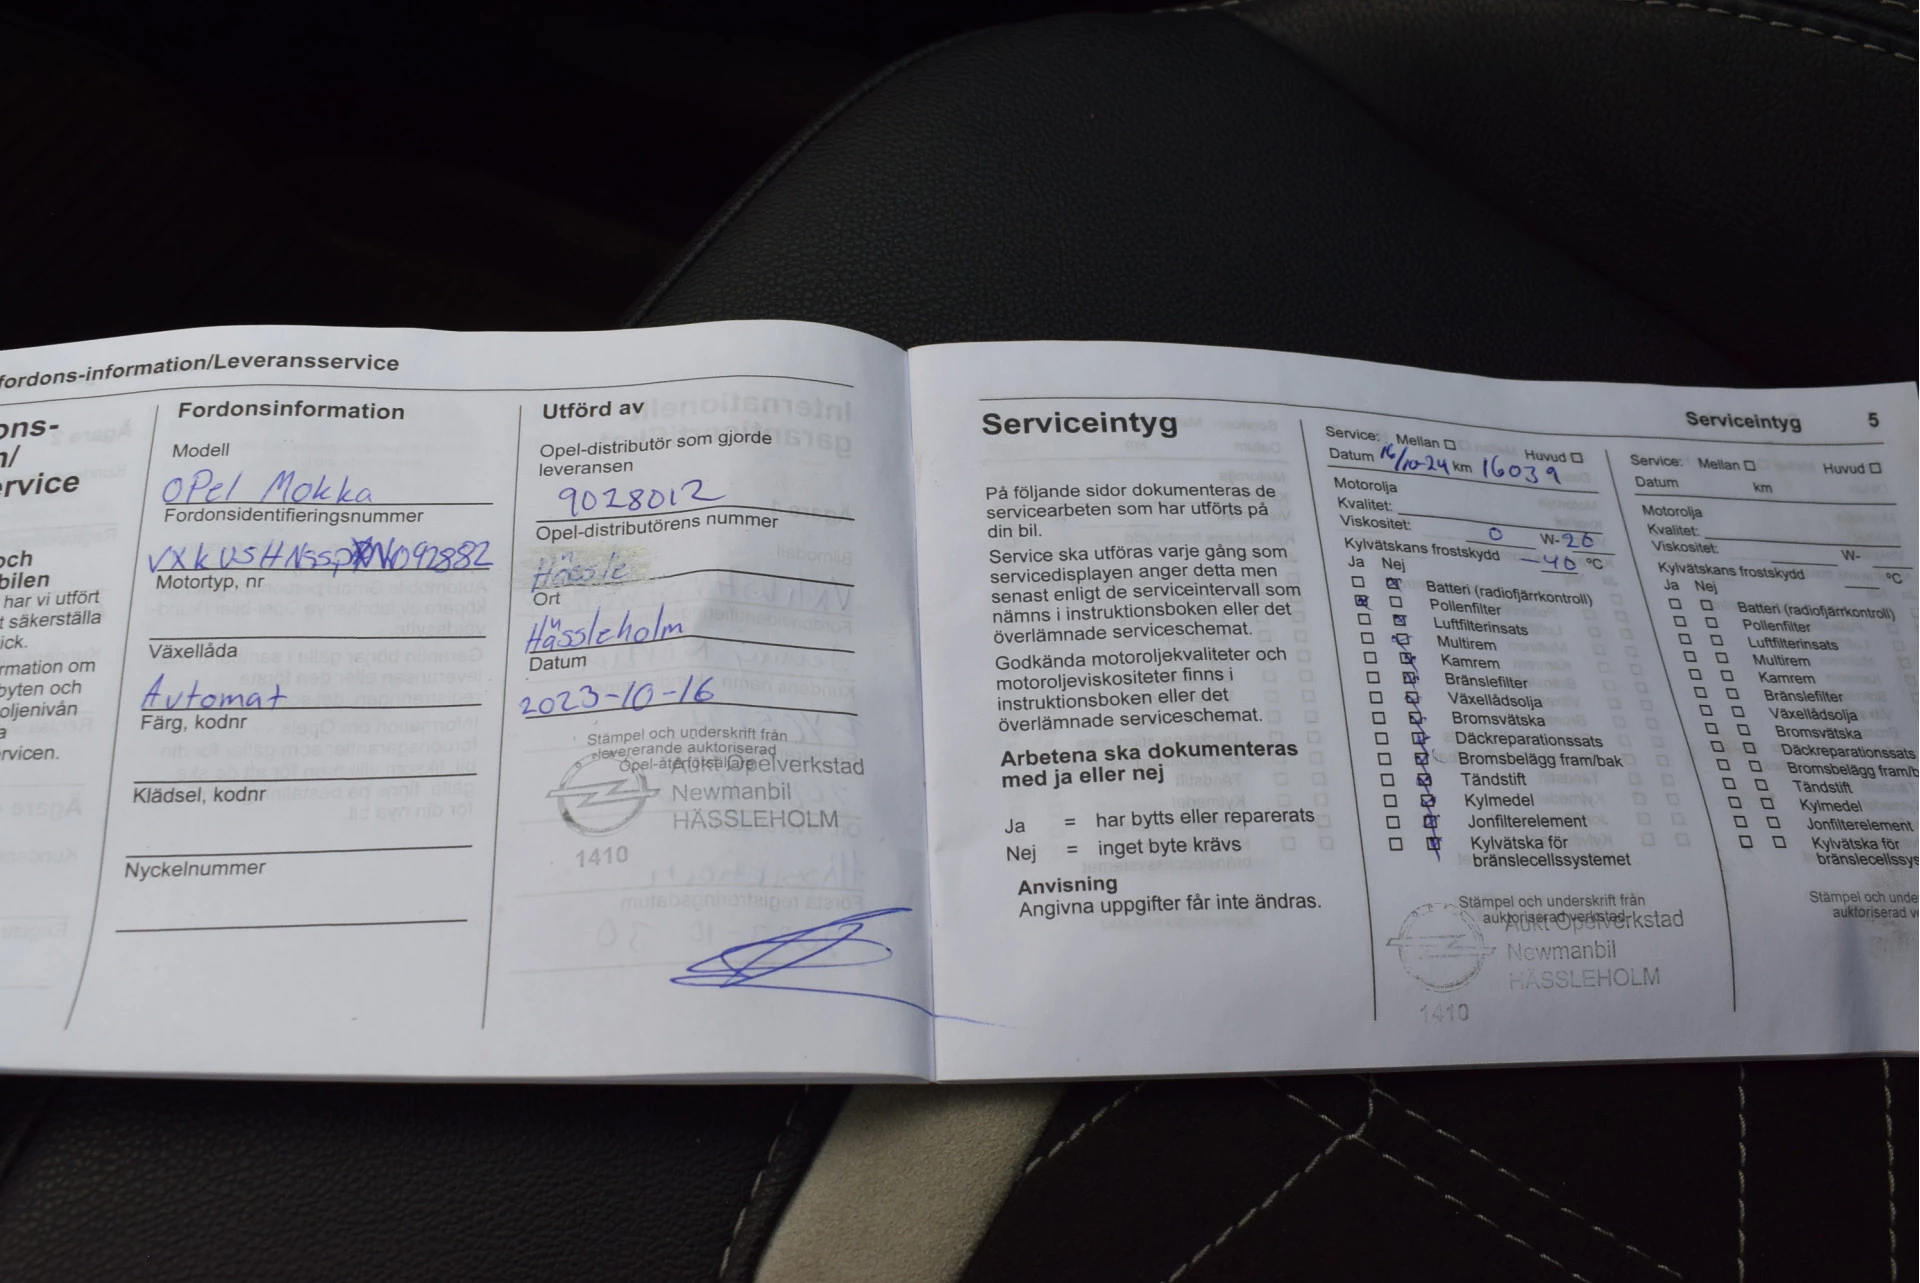 fordons-information/Leveransservice
ons-
n/
rvice
och
bilen
har vi utfört
t säkerställa
ick.
rmation om
byten och
oljenivån
a
rvicen.
Fordonsinformation
Modell
OPel Mokka
Fordonsidentifieringsnummer
Motortyp, nr
Växellåda
Automat
Färg, kodnr
Klädsel, kodnr
Nyckelnummer
Utförd av
Opel-distributör som gjorde
leveransen
9028012
Opel-distributörens nummer
Hässle
Ort
Hässleholm
Datum
2023-10-16
Stämpel och underskrift från
levererande auktoriserad
Opel-återförsäljare
Aukt Opelverkstad
Newmanbil
HÄSSLEHOLM
1410
Serviceintyg
På följande sidor dokumenteras de
servicearbeten som har utförts på
din bil.
Service ska utföras varje gång som
servicedisplayen anger detta men
senast enligt de serviceintervall som
nämns i instruktionsboken eller det
överlämnade serviceschemat.
Godkända motoroljekvaliteter och
motoroljeviskositeter finns i
instruktionsboken eller det
överlämnade serviceschemat.
Arbetena ska dokumenteras
med ja eller nej
Ja = har bytts eller reparerats
Nej = inget byte krävs
Anvisning
Angivna uppgifter får inte ändras.
Service: Mellan Huvud
Datum 16/10-24 km 16039
Motorolja
Kvalitet:
Viskositet: 0 W-20
Kylvätskans frostskydd -40 °C
Ja Nej
Batteri (radiofjärrkontroll)
Pollenfilter
Luftfilterinsats
Multirem
Kamrem
Bränslefilter
Växellådsolja
Bromsvätska
Däckreparationssats
Bromsbelägg fram/bak
Tändstift
Kylmedel
Jonfilterelement
Kylvätska för
bränslecellssystemet
Stämpel och underskrift från
auktoriserad verkstad
Aukt Opelverkstad
Newmanbil
HÄSSLEHOLM
1410
Serviceintyg 5
Service: Mellan Huvud
Datum km
Motorolja
Kvalitet:
Viskositet: W-
Kylvätskans frostskydd °C
Ja Nej
Batteri (radiofjärrkontroll)
Pollenfilter
Luftfilterinsats
Multirem
Kamrem
Bränslefilter
Växellådsolja
Bromsvätska
Däckreparationssats
Bromsbelägg fram/b
Tändstift
Kylmedel
Jonfilterelement
Kylvätska för
bränslecellssys
Stämpel och unde
auktoriserad v